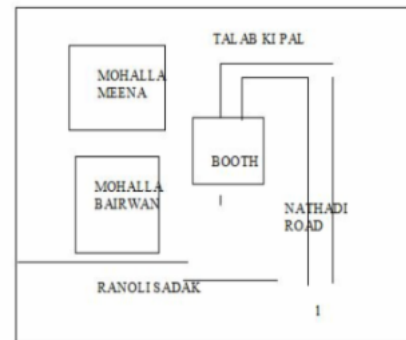 TALAB KI PAL
MOHALLA
MEENA
BOOTH
MOHALLA
BAIRWAN
NATHADI
ROAD
RANOLI SADAK
1